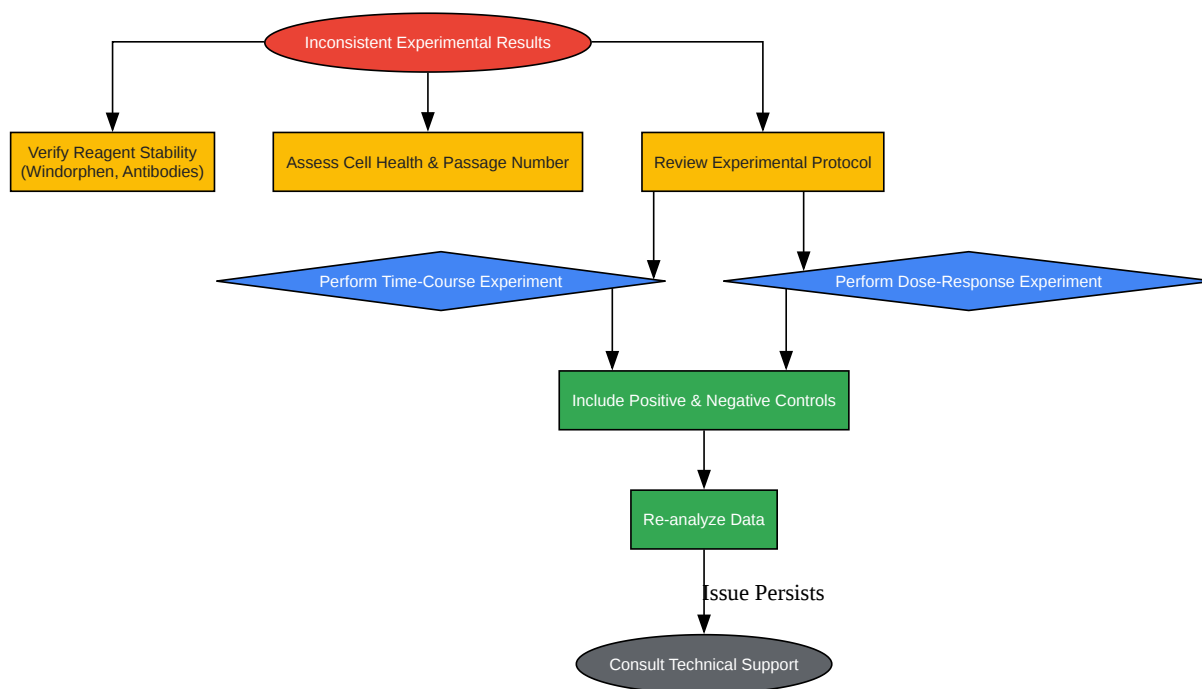 Inconsistent Experimental Results
Verify Reagent Stability
(Windorphen, Antibodies)
Assess Cell Health & Passage Number
Review Experimental Protocol
Perform Time-Course Experiment
Perform Dose-Response Experiment
Include Positive & Negative Controls
Re-analyze Data
Issue Persists
Consult Technical Support